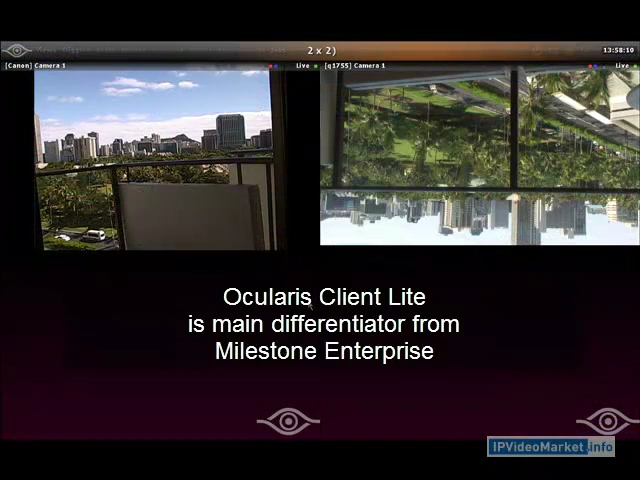 2 x 2)
13:58:10
[Canon] Camera 1
Live
[q1755] Camera 1
Live
Ocularis Client Lite
is main differentiator from
Milestone Enterprise
IPVideoMarket.info